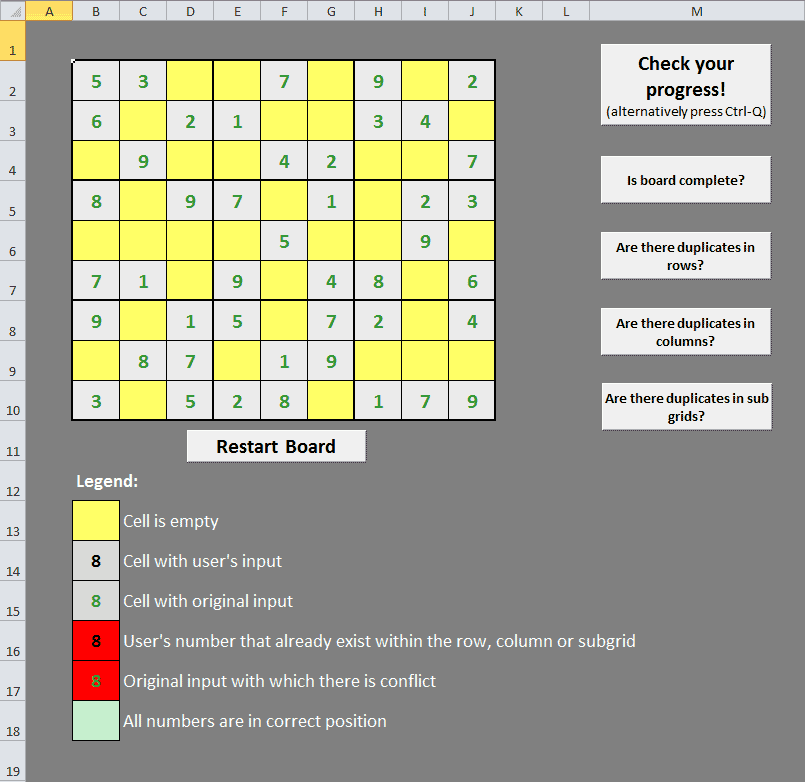 A B C D E F G H I J K L M
1
2 5 3 7 9 2
3 6 2 1 3 4
4 9 4 2 7
5 8 9 7 1 2 3
6 5 9
7 7 1 9 4 8 6
8 9 1 5 7 2 4
9 8 7 1 9
10 3 5 2 8 1 7 9
11
12
13
14
15
16
17
18
19
Check your
progress!
(alternatively press Ctrl-Q)
Is board complete?
Are there duplicates in
rows?
Are there duplicates in
columns?
Are there duplicates in sub
grids?
Restart Board
Legend:
Cell is empty
8 Cell with user's input
8 Cell with original input
8 User's number that already exist within the row, column or subgrid
8 Original input with which there is conflict
All numbers are in correct position